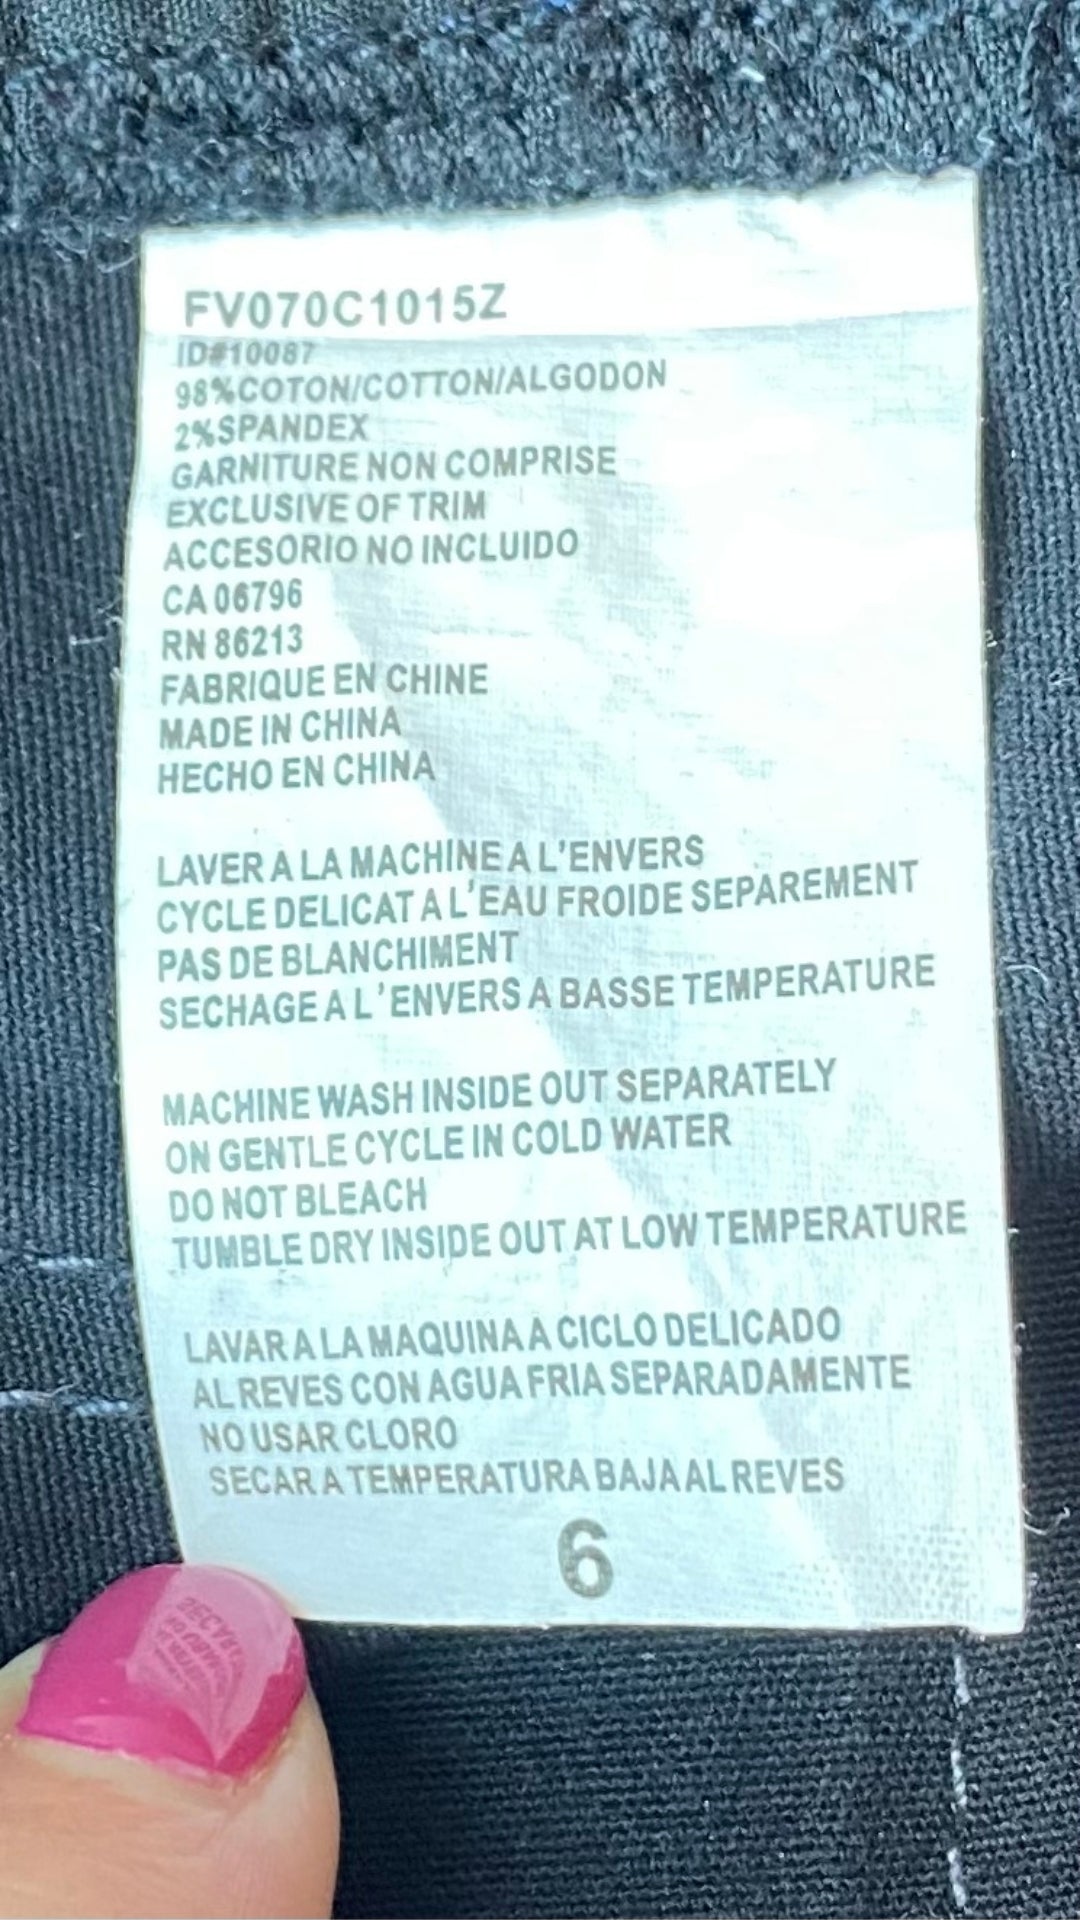 FV070C1015Z
ID#10087
98%COTON/COTTON/ALGODON
2%SPANDEX
GARNITURE NON COMPRISE
EXCLUSIVE OF TRIM
ACCESORIO NO INCLUIDO
CA 06796
RN 86213
FABRIQUE EN CHINE
MADE IN CHINA
HECHO EN CHINA
LAVER A LA MACHINE A L'ENVERS
CYCLE DELICAT A L'EAU FROIDE SEPAREMENT
PAS DE BLANCHIMENT
SECHAGE A L'ENVERS A BASSE TEMPERATURE
MACHINE WASH INSIDE OUT SEPARATELY
ON GENTLE CYCLE IN COLD WATER
DO NOT BLEACH
TUMBLE DRY INSIDE OUT AT LOW TEMPERATURE
LAVAR A LA MAQUINA A CICLO DELICADO
AL REVES CON AGUA FRIA SEPARADAMENTE
NO USAR CLORO
SECAR A TEMPERATURA BAJA AL REVES
6